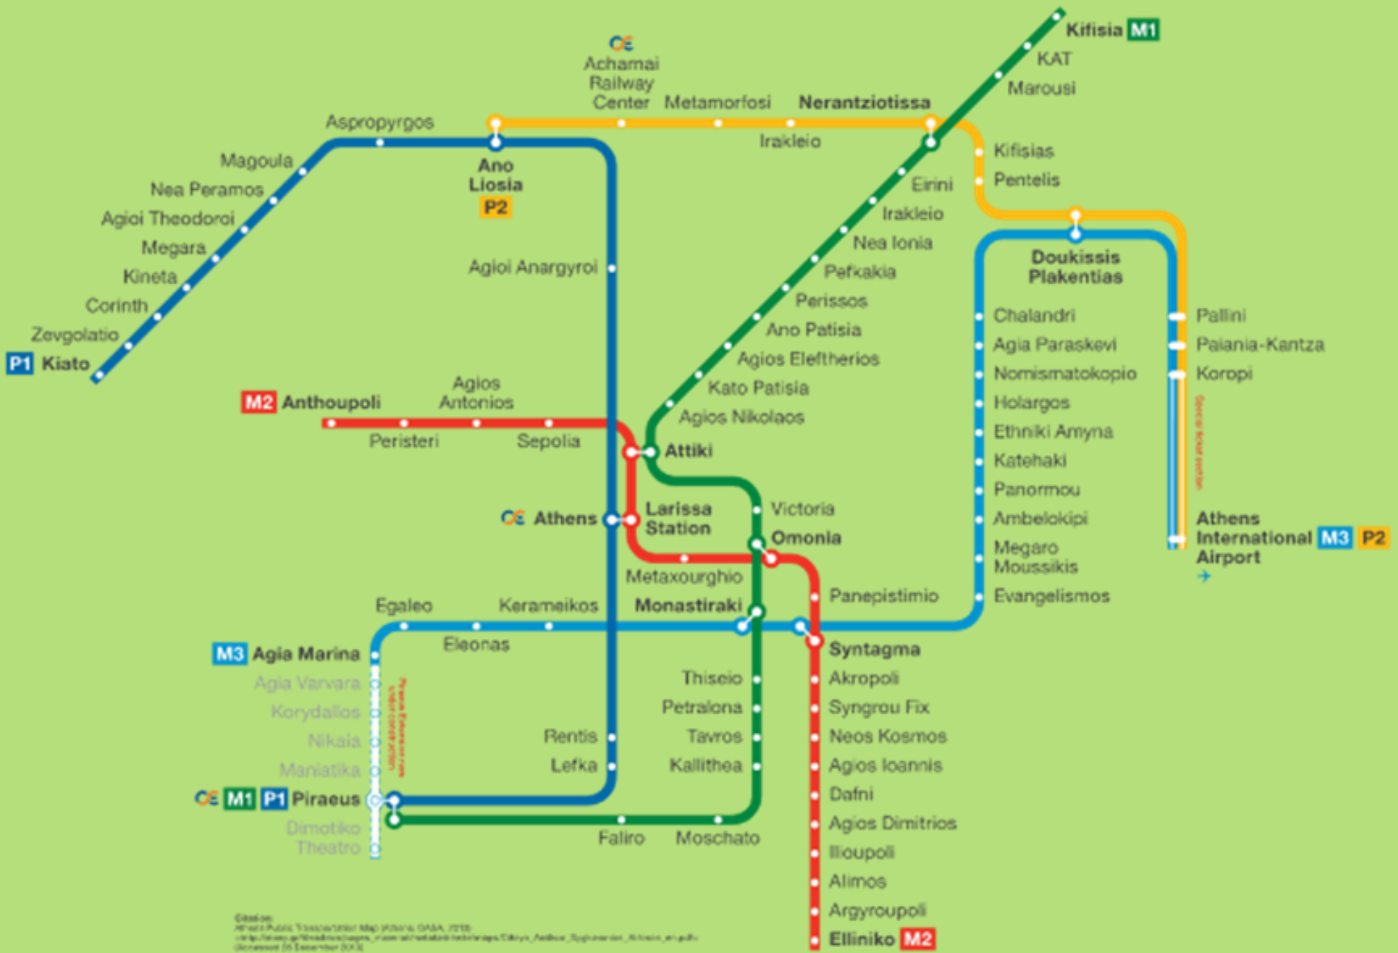 Kifisia M1
KAT
Marousi
Acharnai
Railway
Center
Metamorfosi
Nerantziotissa
Irakleio
Aspropyrgos
Magoula
Nea Peramos
Agioi Theodoroi
Megara
Kineta
Corinth
Zevgolatio
P1 Kiato
Ano
Liosia
P2
Kifisias
Pentelis
Eirini
Irakleio
Nea Ionia
Pefkakia
Perissos
Ano Patisia
Agios Eleftherios
Kato Patisia
Agios Nikolaos
Attiki
Agioi Anargyroi
Doukissis
Plakentias
Chalandri
Agia Paraskevi
Nomismatokopio
Holargos
Ethniki Amyna
Katehaki
Panormou
Ambelokipi
Megaro
Moussikis
Evangelismos
Pallini
Paiania-Kantza
Koropi
Special ticket section
Athens
International
Airport
M3 P2
M2 Anthoupoli
Peristeri
Agios
Antonios
Sepolia
Athens
Larissa
Station
Victoria
Omonia
Metaxourghio
Monastiraki
Panepistimio
Egaleo
Eleonas
Kerameikos
M3 Agia Marina
Agia Varvara
Korydallos
Nikaia
Maniatika
M1 P1 Piraeus
Dimotiko
Theatro
Rentis
Lefka
Thiseio
Petralona
Tavros
Kallithea
Faliro
Moschato
Syntagma
Akropoli
Syngrou Fix
Neos Kosmos
Agios Ioannis
Dafni
Agios Dimitrios
Ilioupoli
Alimos
Argyroupoli
Elliniko M2